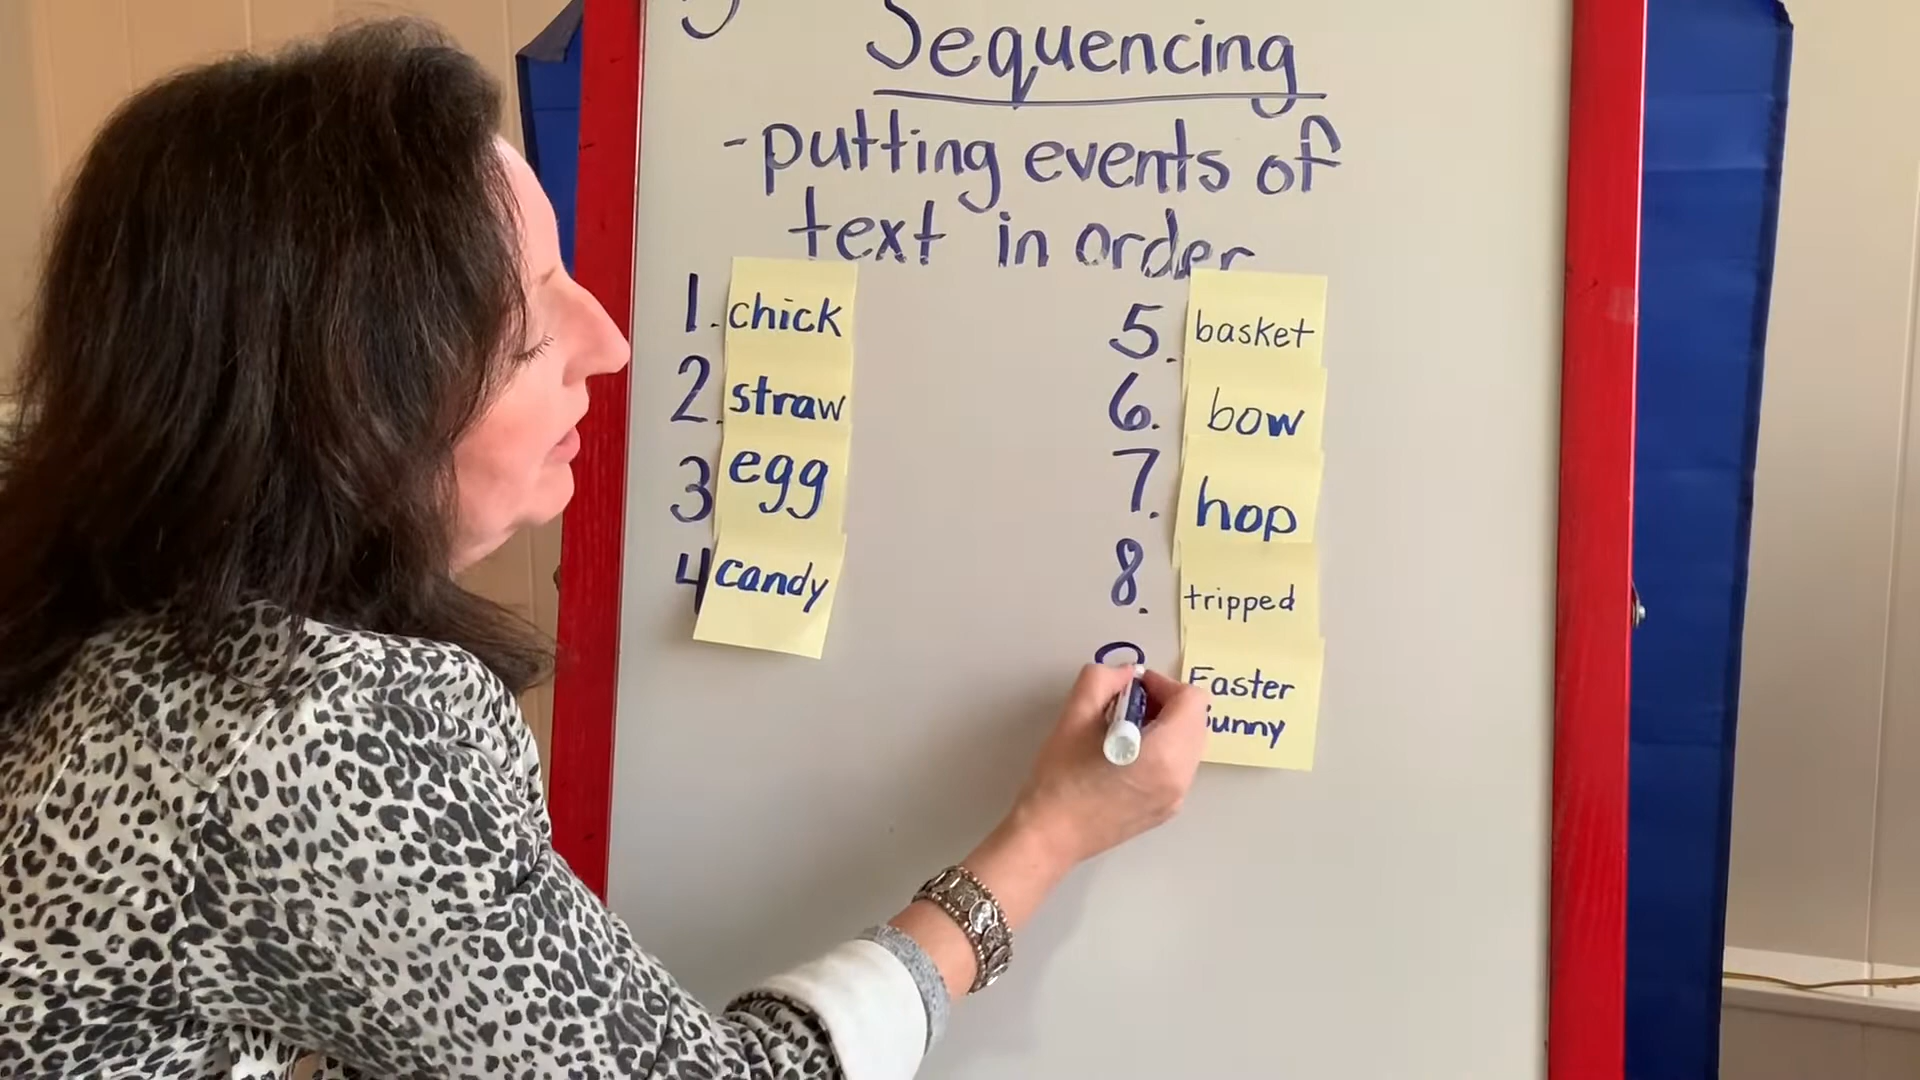 Sequencing
- putting events of
text in order
1. chick
2. straw
3 egg
4 candy
5. basket
6. bow
7. hop
8. tripped
Easter